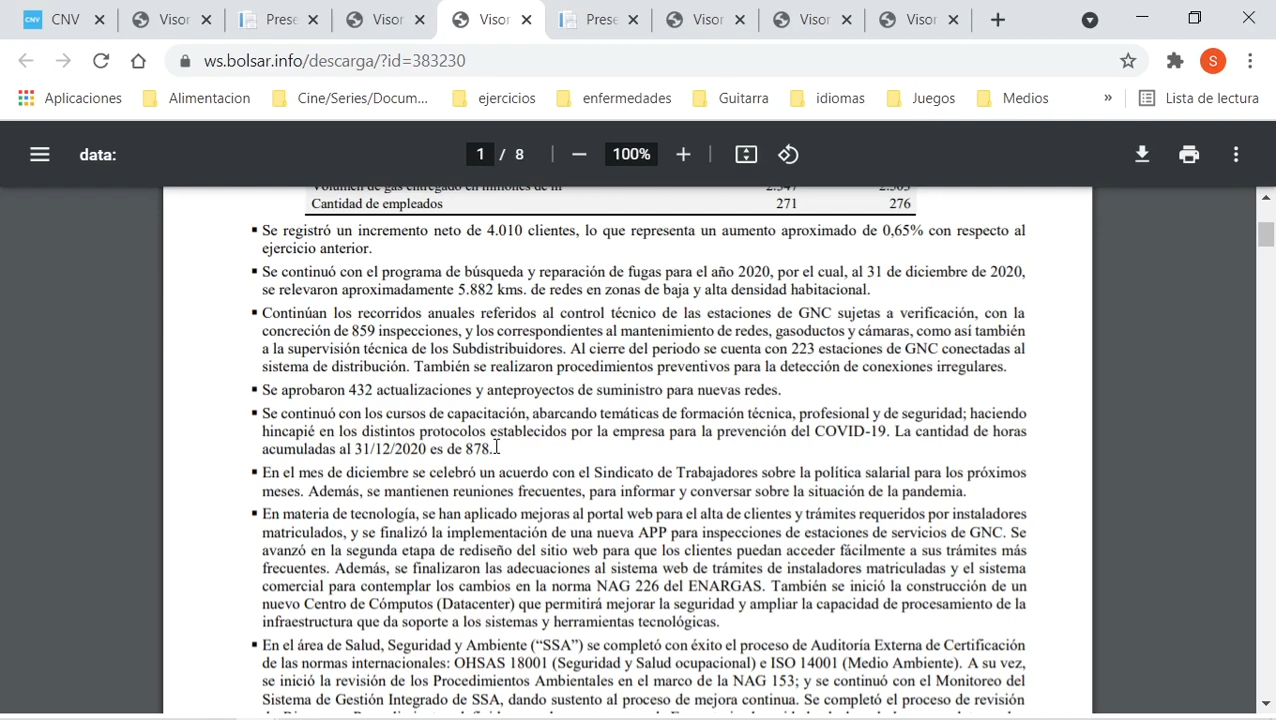 CNV
Visor
Prese
Visor
Visor
Prese
Visor
Visor
Visor
ws.bolsar.info/descarga/?id=383230
S
Aplicaciones
Alimentacion
Cine/Series/Docum...
ejercicios
enfermedades
Guitarra
idiomas
Juegos
Medios
»
Lista de lectura
data:
1 / 8
100%
Volumen de gas entregado en millones de m 2.347
Cantidad de empleados 271 276
▪ Se registró un incremento neto de 4.010 clientes, lo que representa un aumento aproximado de 0,65% con respecto al
ejercicio anterior.
▪ Se continuó con el programa de búsqueda y reparación de fugas para el año 2020, por el cual, al 31 de diciembre de 2020,
se relevaron aproximadamente 5.882 kms. de redes en zonas de baja y alta densidad habitacional.
▪ Continúan los recorridos anuales referidos al control técnico de las estaciones de GNC sujetas a verificación, con la
concreción de 859 inspecciones, y los correspondientes al mantenimiento de redes, gasoductos y cámaras, como así también
a la supervisión técnica de los Subdistribuidores. Al cierre del periodo se cuenta con 223 estaciones de GNC conectadas al
sistema de distribución. También se realizaron procedimientos preventivos para la detección de conexiones irregulares.
▪ Se aprobaron 432 actualizaciones y anteproyectos de suministro para nuevas redes.
▪ Se continuó con los cursos de capacitación, abarcando temáticas de formación técnica, profesional y de seguridad; haciendo
hincapié en los distintos protocolos establecidos por la empresa para la prevención del COVID-19. La cantidad de horas
acumuladas al 31/12/2020 es de 878.
▪ En el mes de diciembre se celebró un acuerdo con el Sindicato de Trabajadores sobre la política salarial para los próximos
meses. Además, se mantienen reuniones frecuentes, para informar y conversar sobre la situación de la pandemia.
▪ En materia de tecnología, se han aplicado mejoras al portal web para el alta de clientes y trámites requeridos por instaladores
matriculados, y se finalizó la implementación de una nueva APP para inspecciones de estaciones de servicios de GNC. Se
avanzó en la segunda etapa de rediseño del sitio web para que los clientes puedan acceder fácilmente a sus trámites más
frecuentes. Además, se finalizaron las adecuaciones al sistema web de trámites de instaladores matriculadas y el sistema
comercial para contemplar los cambios en la norma NAG 226 del ENARGAS. También se inició la construcción de un
nuevo Centro de Cómputos (Datacenter) que permitirá mejorar la seguridad y ampliar la capacidad de procesamiento de la
infraestructura que da soporte a los sistemas y herramientas tecnológicas.
▪ En el área de Salud, Seguridad y Ambiente (“SSA”) se completó con éxito el proceso de Auditoría Externa de Certificación
de las normas internacionales: OHSAS 18001 (Seguridad y Salud ocupacional) e ISO 14001 (Medio Ambiente). A su vez,
se inició la revisión de los Procedimientos Ambientales en el marco de la NAG 153; y se continuó con el Monitoreo del
Sistema de Gestión Integrado de SSA, dando sustento al proceso de mejora continua. Se completó el proceso de revisión